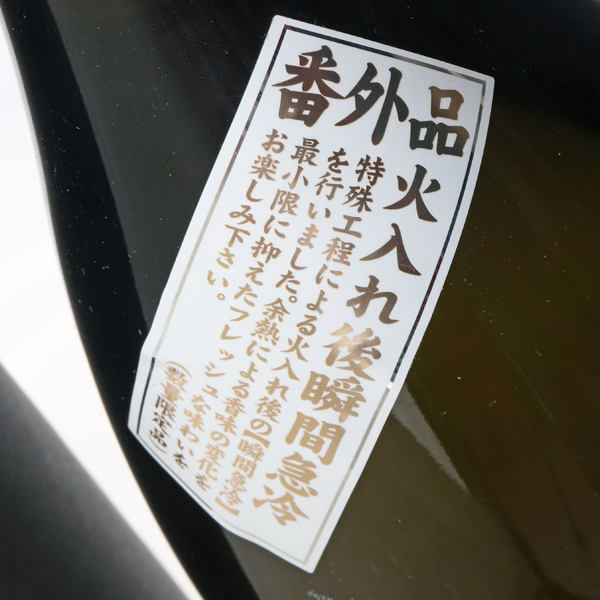 番外品
火入れ後瞬間急冷
特殊工程による火入れ後の【瞬間急冷】
を行いました。余熱による香味の変化を
最小限に抑えたフレッシュな味わいを
お楽しみ下さい。
（数量限定品）